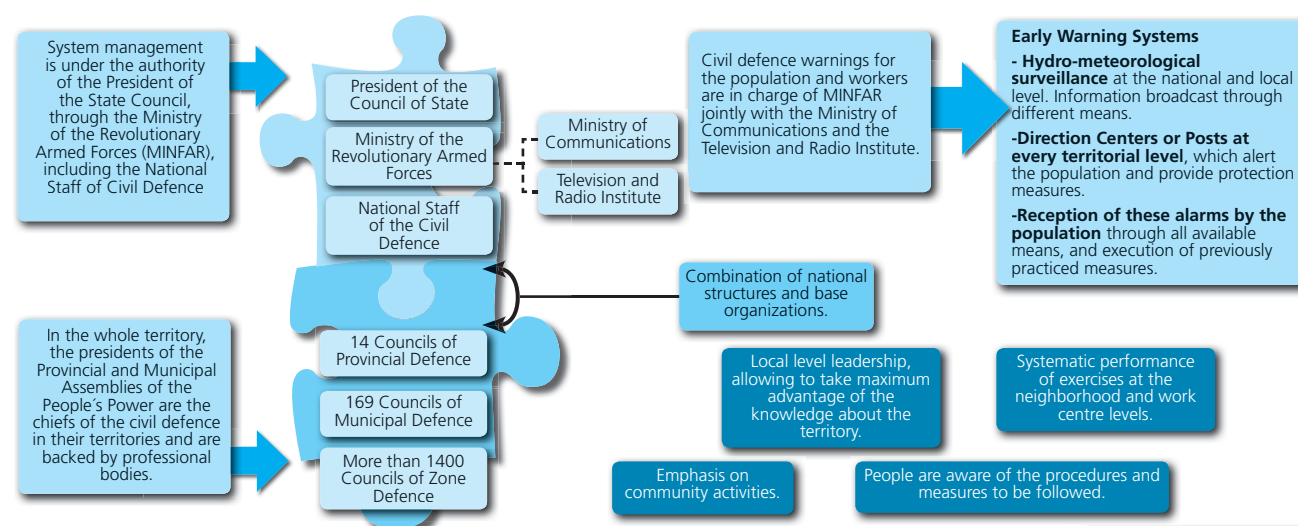 System management
is under the authority
of the President of
the State Council,
through the Ministry
of the Revolutionary
Armed Forces (MINFAR),
including the National
Staff of Civil Defence
President of the
Council of State
Ministry of the
Revolutionary Armed
Forces
National Staff
of the Civil
Defence
Ministry of
Communications
Television and
Radio Institute
Civil defence warnings for
the population and workers
are in charge of MINFAR
jointly with the Ministry of
Communications and the
Television and Radio Institute.
Early Warning Systems
- Hydro-meteorological
surveillance at the national and local
level. Information broadcast through
different means.
-Direction Centers or Posts at
every territorial level, which alert
the population and provide protection
measures.
-Reception of these alarms by the
population through all available
means, and execution of previously
practiced measures.
Combination of national
structures and base
organizations.
In the whole territory,
the presidents of the
Provincial and Municipal
Assemblies of the
People´s Power are the
chiefs of the civil defence
in their territories and are
backed by professional
bodies.
14 Councils of
Provincial Defence
169 Councils of
Municipal Defence
More than 1400
Councils of Zone
Defence
Local level leadership,
allowing to take maximum
advantage of the
knowledge about the
territory.
Systematic performance
of exercises at the
neighborhood and work
centre levels.
Emphasis on
community activities.
People are aware of the procedures and
measures to be followed.